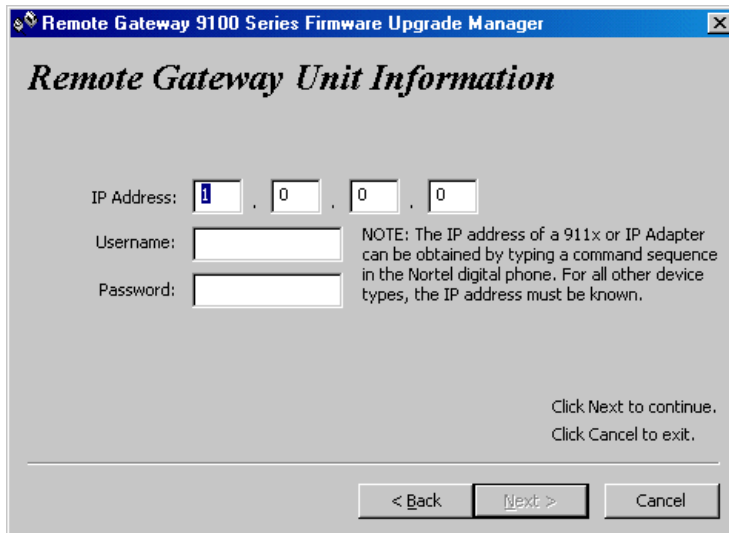 Remote Gateway 9100 Series Firmware Upgrade Manager
Remote Gateway Unit Information
IP Address: 1 . 0 . 0 . 0
Username:
Password:
NOTE: The IP address of a 911x or IP Adapter
can be obtained by typing a command sequence
in the Nortel digital phone. For all other device
types, the IP address must be known.
Click Next to continue.
Click Cancel to exit.
< Back Next > Cancel